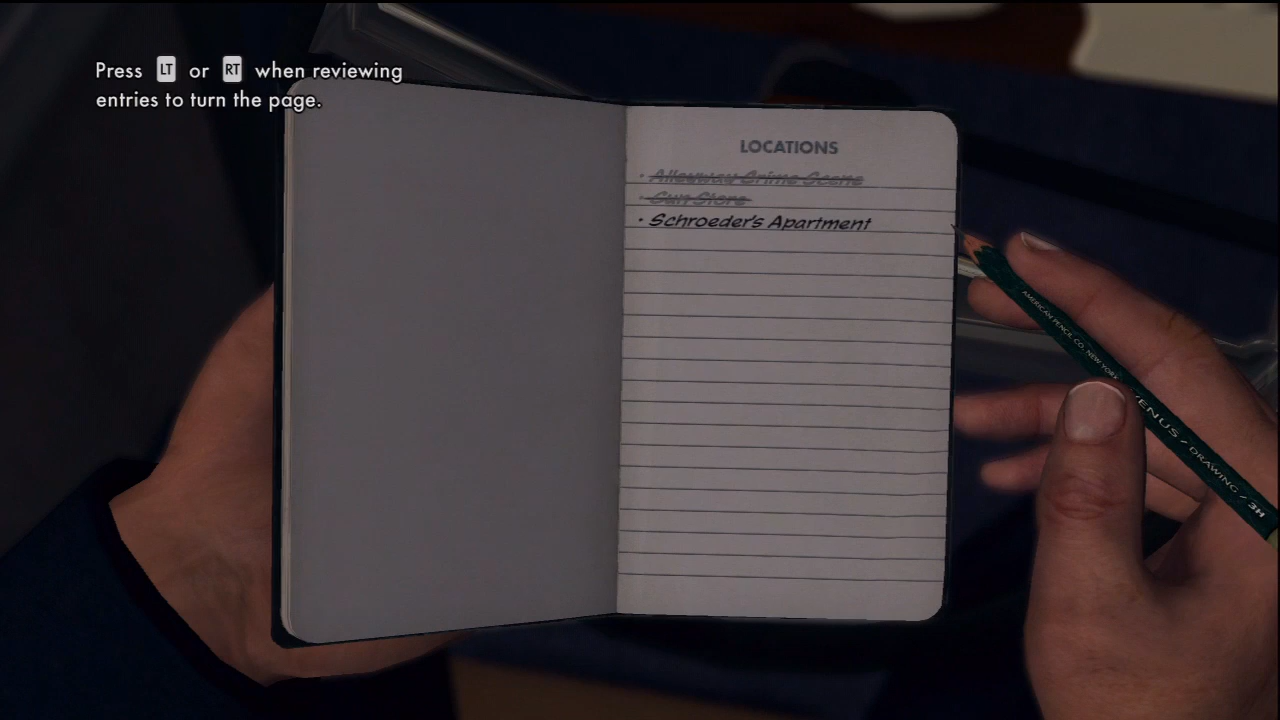 Press LT or RT when reviewing
entries to turn the page.
LOCATIONS
· Alleyway Crime Scene
· Gun Store
· Schroeder's Apartment
AMERICAN PENCIL CO. NEW YORK VENUS / DRAWING / 3H